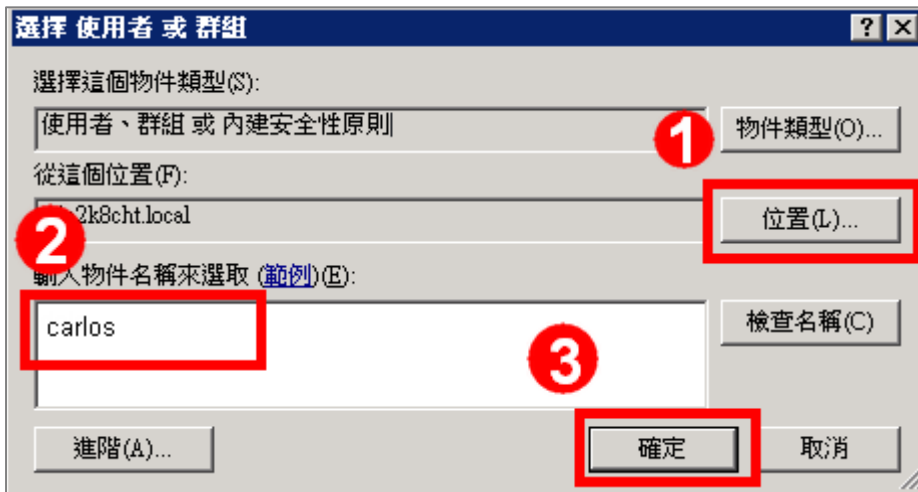 選擇 使用者 或 群組
選擇這個物件類型(S):
使用者、群組 或 內建安全性原則
1
物件類型(O)...
從這個位置(F):
2k8cht.local
位置(L)...
2
輸入物件名稱來選取 (範例)(E):
carlos
檢查名稱(C)
3
進階(A)...
確定
取消